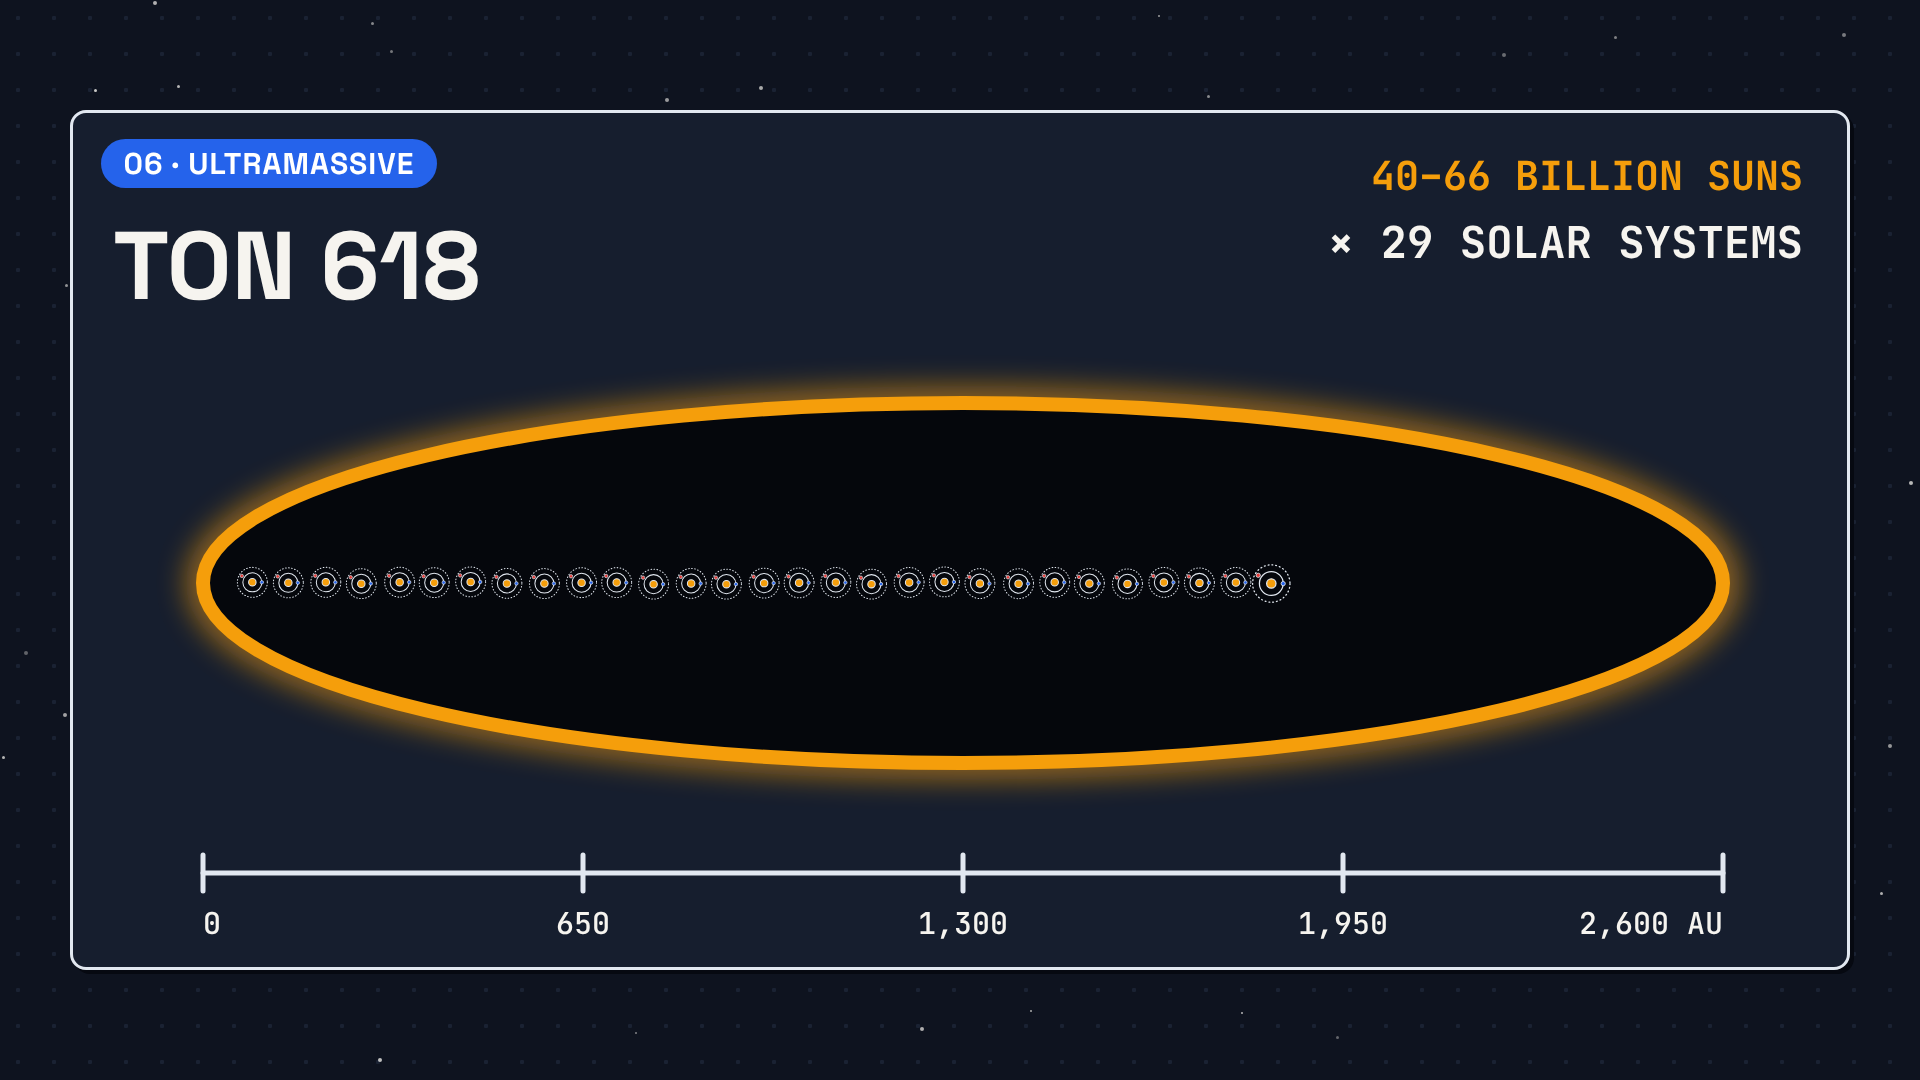 06 · ULTRAMASSIVE
TON 618
40–66 BILLION SUNS
× 29 SOLAR SYSTEMS
0 650 1,300 1,950 2,600 AU